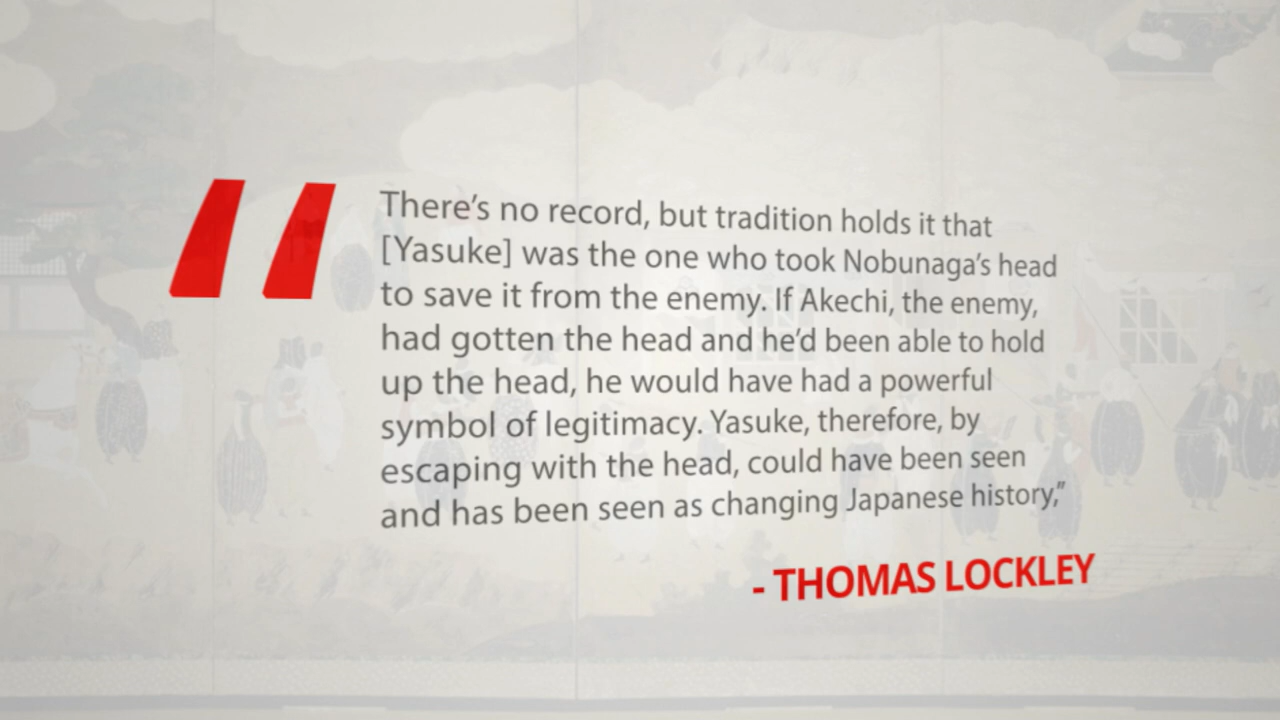 There’s no record, but tradition holds it that
[Yasuke] was the one who took Nobunaga’s head
to save it from the enemy. If Akechi, the enemy,
had gotten the head and he’d been able to hold
up the head, he would have had a powerful
symbol of legitimacy. Yasuke, therefore, by
escaping with the head, could have been seen
and has been seen as changing Japanese history,”
- THOMAS LOCKLEY